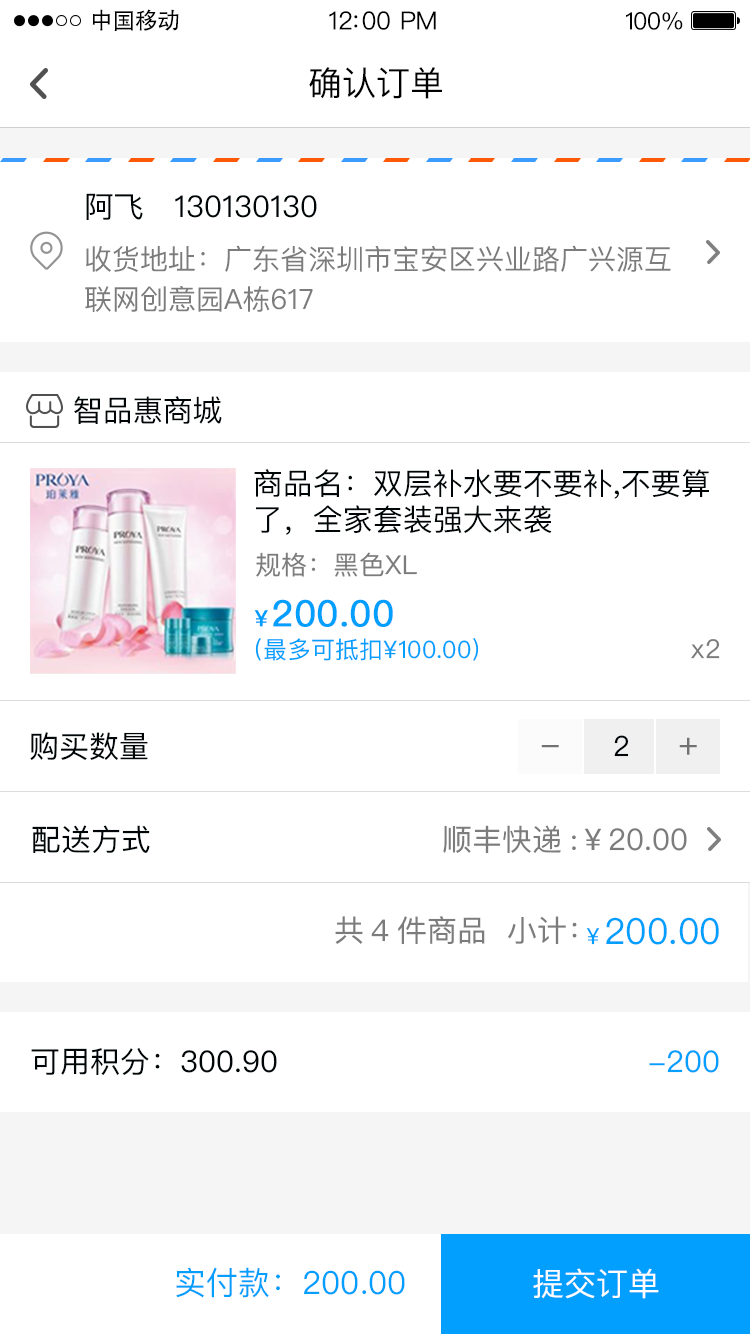 中国移动 12:00 PM 100%
确认订单
阿飞 130130130
收货地址：广东省深圳市宝安区兴业路广兴源互
联网创意园A栋617
智品惠商城
PROYA
珀莱雅
PROYA
PROYA
PROYA
商品名：双层补水要不要补,不要算
了，全家套装强大来袭
规格：黑色XL
¥200.00
(最多可抵扣¥100.00)
x2
购买数量 － 2 +
配送方式 顺丰快递 : ¥ 20.00
共 4 件商品 小计: ¥ 200.00
可用积分：300.90 −200
实付款：200.00 提交订单